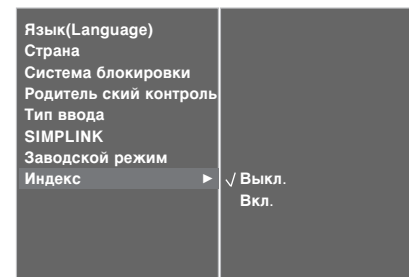 Язык(Language)
Страна
Система блокировки
Родитель ский контроль
Тип ввода
SIMPLINK
Заводской режим
Индекс ► √ Выкл.
Вкл.